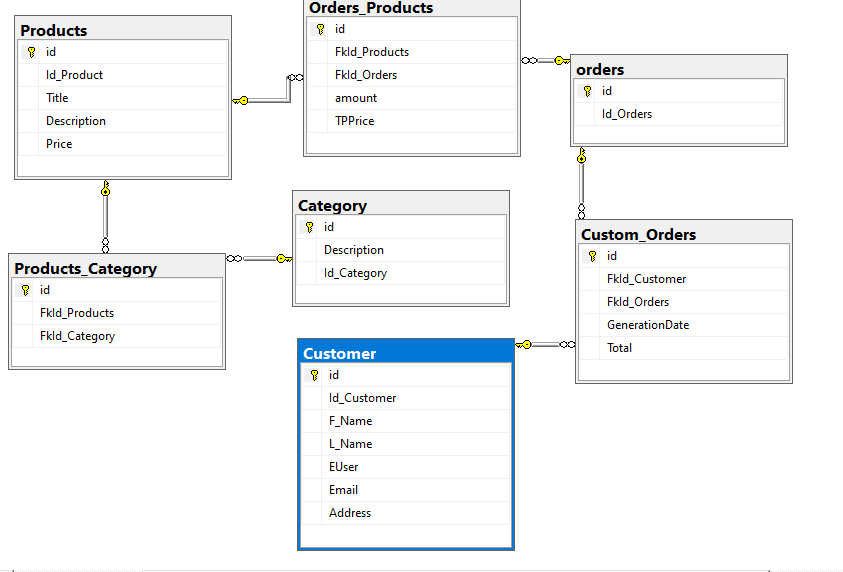 Products
id
Id_Product
Title
Description
Price
Orders_Products
id
FkId_Products
FkId_Orders
amount
TPPrice
orders
id
Id_Orders
Category
id
Description
Id_Category
Custom_Orders
id
FkId_Customer
FkId_Orders
GenerationDate
Total
Products_Category
id
FkId_Products
FkId_Category
Customer
id
Id_Customer
F_Name
L_Name
EUser
Email
Address